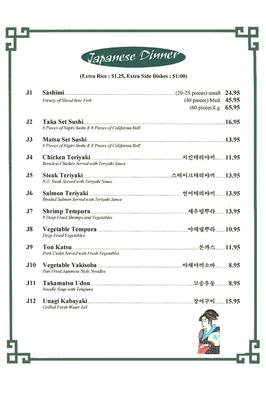 Japanese Dinner
(Extra Rice : $1.25, Extra Side Dishes : $1.00)
J1 Sashimi (20-25 pieces) small 24.95
Variety of Sliced Raw Fish (40 pieces) Med. 45.95
(60 pieces)Lg. 65.95
J2 Taka Set Sushi 16.95
8 Pieces of Nigiri Sushi & 8 Pieces of California Roll
J3 Matsu Set Sushi 13.95
6 Pieces of Nigiri Sushi & 8 Pieces of California Roll
J4 Chicken Teriyaki 치킨데리야끼 11.95
Boneless Chicken Served with Teriyaki Sauce
J5 Steak Teriyaki 스테이크데리야끼 13.95
N.Y. Steak Served with Teriyaki Sauce
J6 Salmon Teriyaki 연어데리야끼 13.95
Broiled Salmon Served with Teriyaki Sauce
J7 Shrimp Tempura 새우뎀뿌라 13.95
8 Deep Fried Shrimps and Vegetables
J8 Vegetable Tempura 야채뎀뿌라 10.95
Deep Fried Vegetables
J9 Ton Katsu 돈까스 11.95
Pork Cutlet Served with Fresh Vegetables
J10 Vegetable Yakisoba 야채야끼소바 8.95
Pan Fried Japanese Style Noodles
J11 Takamatsu Udon 8.95
Noodle Soup with Tempura
J12 Unagi Kabayaki 장어구이 15.95
Grilled Fresh Water Eel